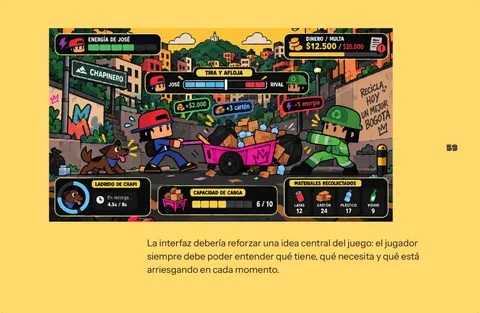 ENERGÍA DE JOSÉ
DINERO / MULTA
$12.500 / $20.000
TIRA Y AFLOJA
JOSÉ
RIVAL
CHAPINERO
+$2.000
+3 cartón
-1 energía
RECICLA
HOY
UN MEJOR
BOGOTÁ
59
LADRIDO DE CHAPI
En recarga
4.5s / 8s
CAPACIDAD DE CARGA
6 / 10
MATERIALES RECOLECTADOS
LATAS
CARTÓN
PLÁSTICO
VIDRIO
12
24
17
9
La interfaz debería reforzar una idea central del juego: el jugador
siempre debe poder entender qué tiene, qué necesita y qué está
arriesgando en cada momento.